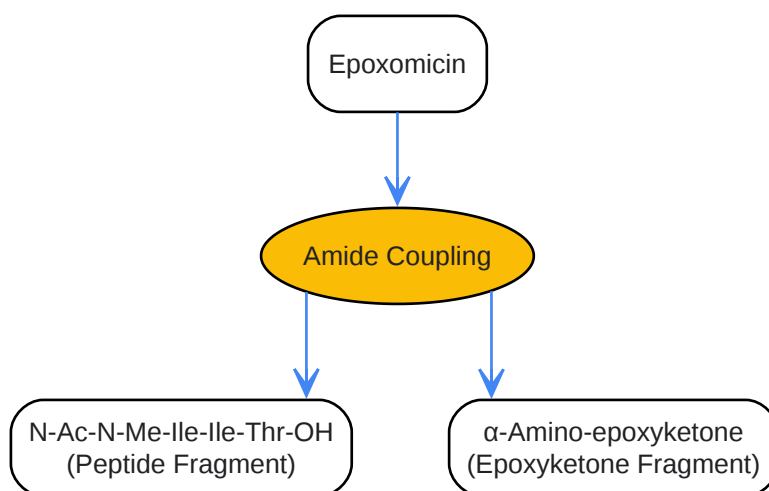 Epoxomicin
Amide Coupling
N-Ac-N-Me-Ile-Ile-Thr-OH
(Peptide Fragment)
α-Amino-epoxyketone
(Epoxyketone Fragment)